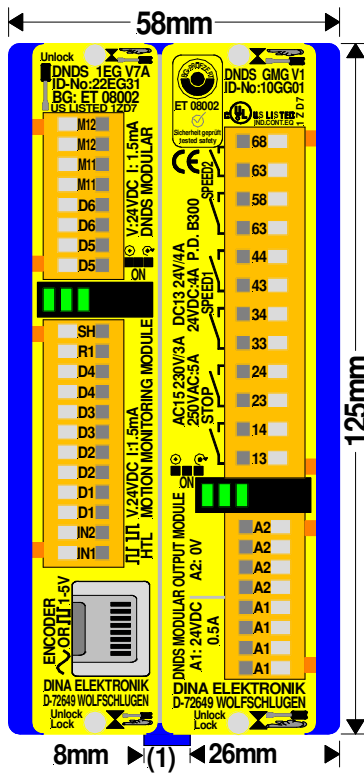 58mm
Unlock
DNDS 1EG V7A
ID-No:22EG31
BG: ET 08002
US LISTED 1ZD7
M12
M12
M11
M11
D6
D6
D5
D5
V:24VDC I: 1.5mA
DNDS MODULAR
ON
SH
R1
D4
D4
D3
D3
D2
D2
D1
D1
IN2
IN1
HTL V:24VDC I:1.5mA
MOTION MONITORING MODULE
ENCODER
OR 1-5V
DINA ELEKTRONIK
D-72649 WOLFSCHLUGEN
Unlock
Lock
DNDS GMG V1
ID-No:10GG01
ET 08002
Sicherheit geprüft
tested safety
UL US LISTED
IND.CONT.EQ
1ZD7
CE
68
63
58
63
44
43
34
33
24
23
14
13
SPEED2
SPEED1
STOP
AC15 230V/3A DC13 24V/4A P.D. B300
250VAC:5A 24VDC:4A
ON
A2
A2
A2
A2
A1
A1
A1
A1
DNDS MODULAR OUTPUT MODULE
A1: 24VDC A2: 0V
0.5A
DINA ELEKTRONIK
D-72649 WOLFSCHLUGEN
Unlock
Lock
125mm
8mm
(1)
26mm